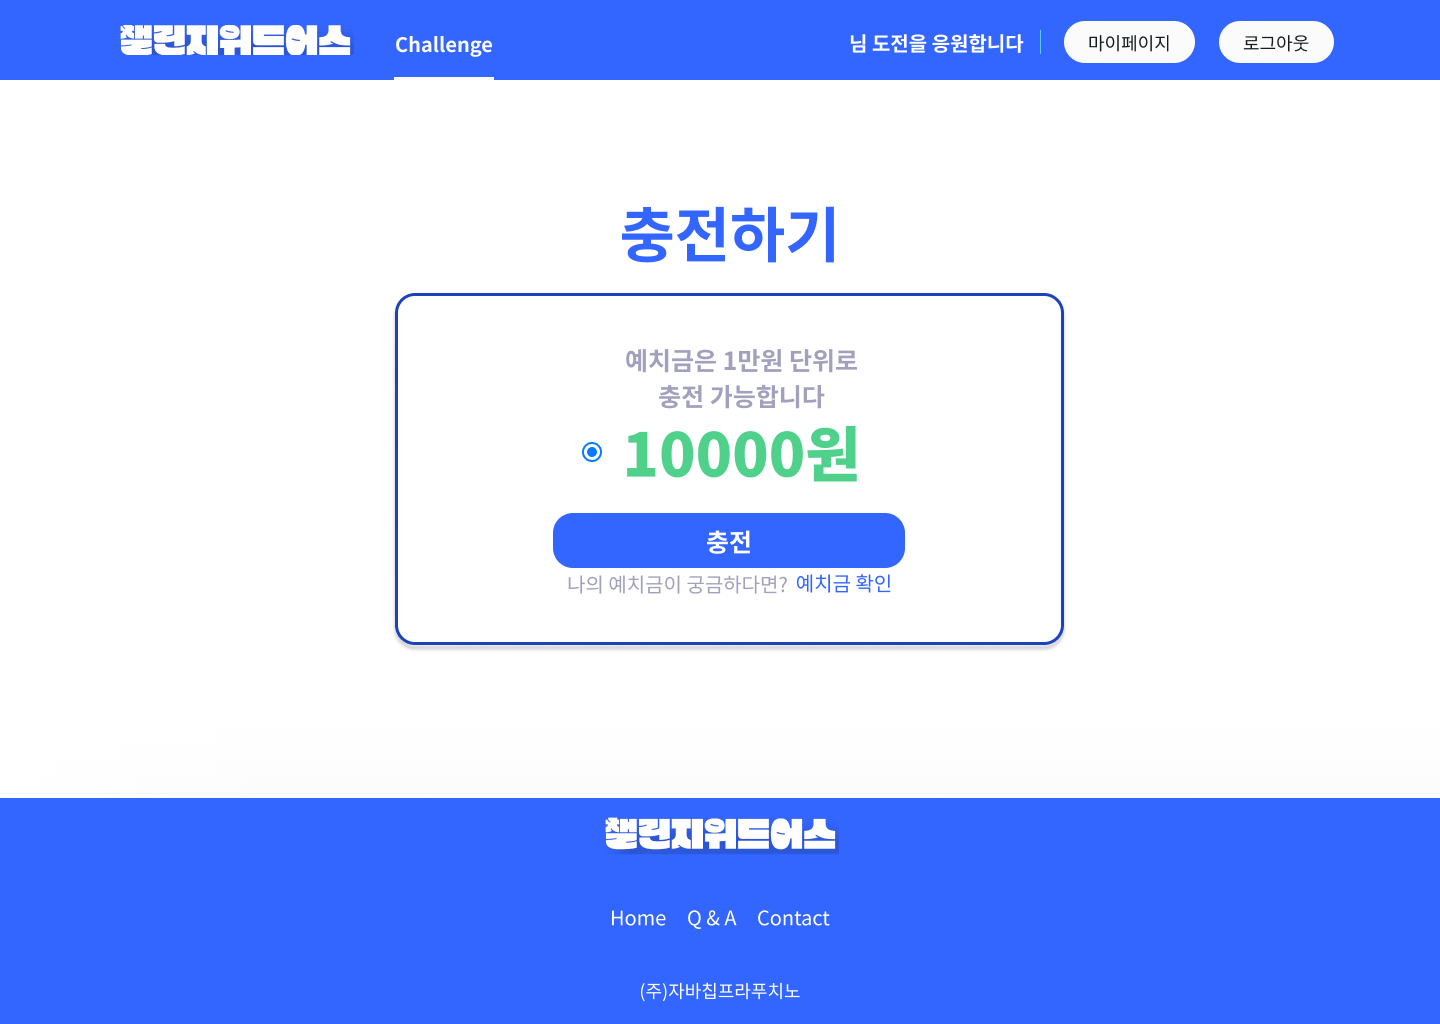 챌린지위드어스
Challenge
님 도전을 응원합니다
마이페이지
로그아웃
충전하기
예치금은 1만원 단위로
충전 가능합니다
10000원
충전
나의 예치금이 궁금하다면? 예치금 확인
챌린지위드어스
Home Q & A Contact
(주)자바칩프라푸치노